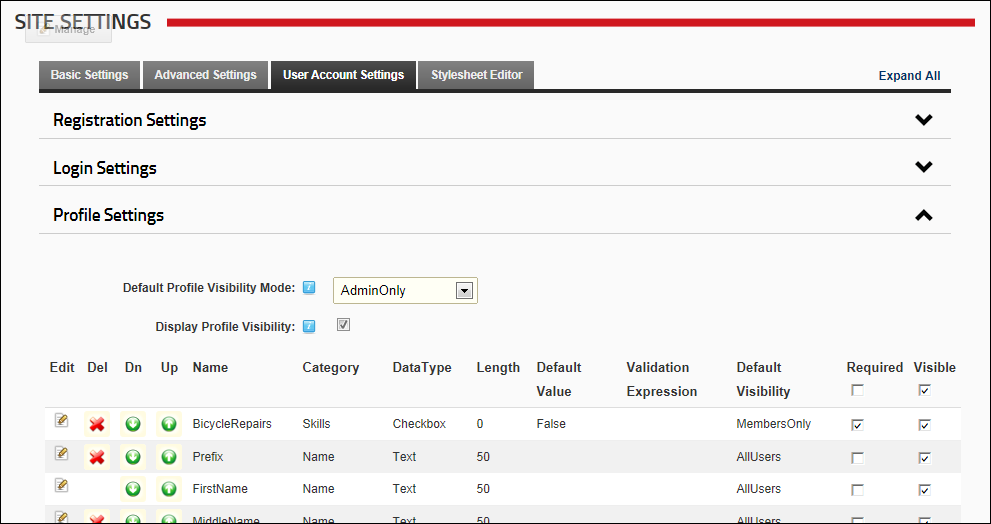 SITE SETTINGS
Manage
Basic Settings Advanced Settings User Account Settings Stylesheet Editor Expand All
Registration Settings
Login Settings
Profile Settings
Default Profile Visibility Mode: AdminOnly
Display Profile Visibility:
Edit Del Dn Up Name Category DataType Length Default Value Validation Expression Default Visibility Required Visible
BicycleRepairs Skills Checkbox 0 False MembersOnly
Prefix Name Text 50 AllUsers
FirstName Name Text 50 AllUsers
MiddleName Name Text 50 AllUsers